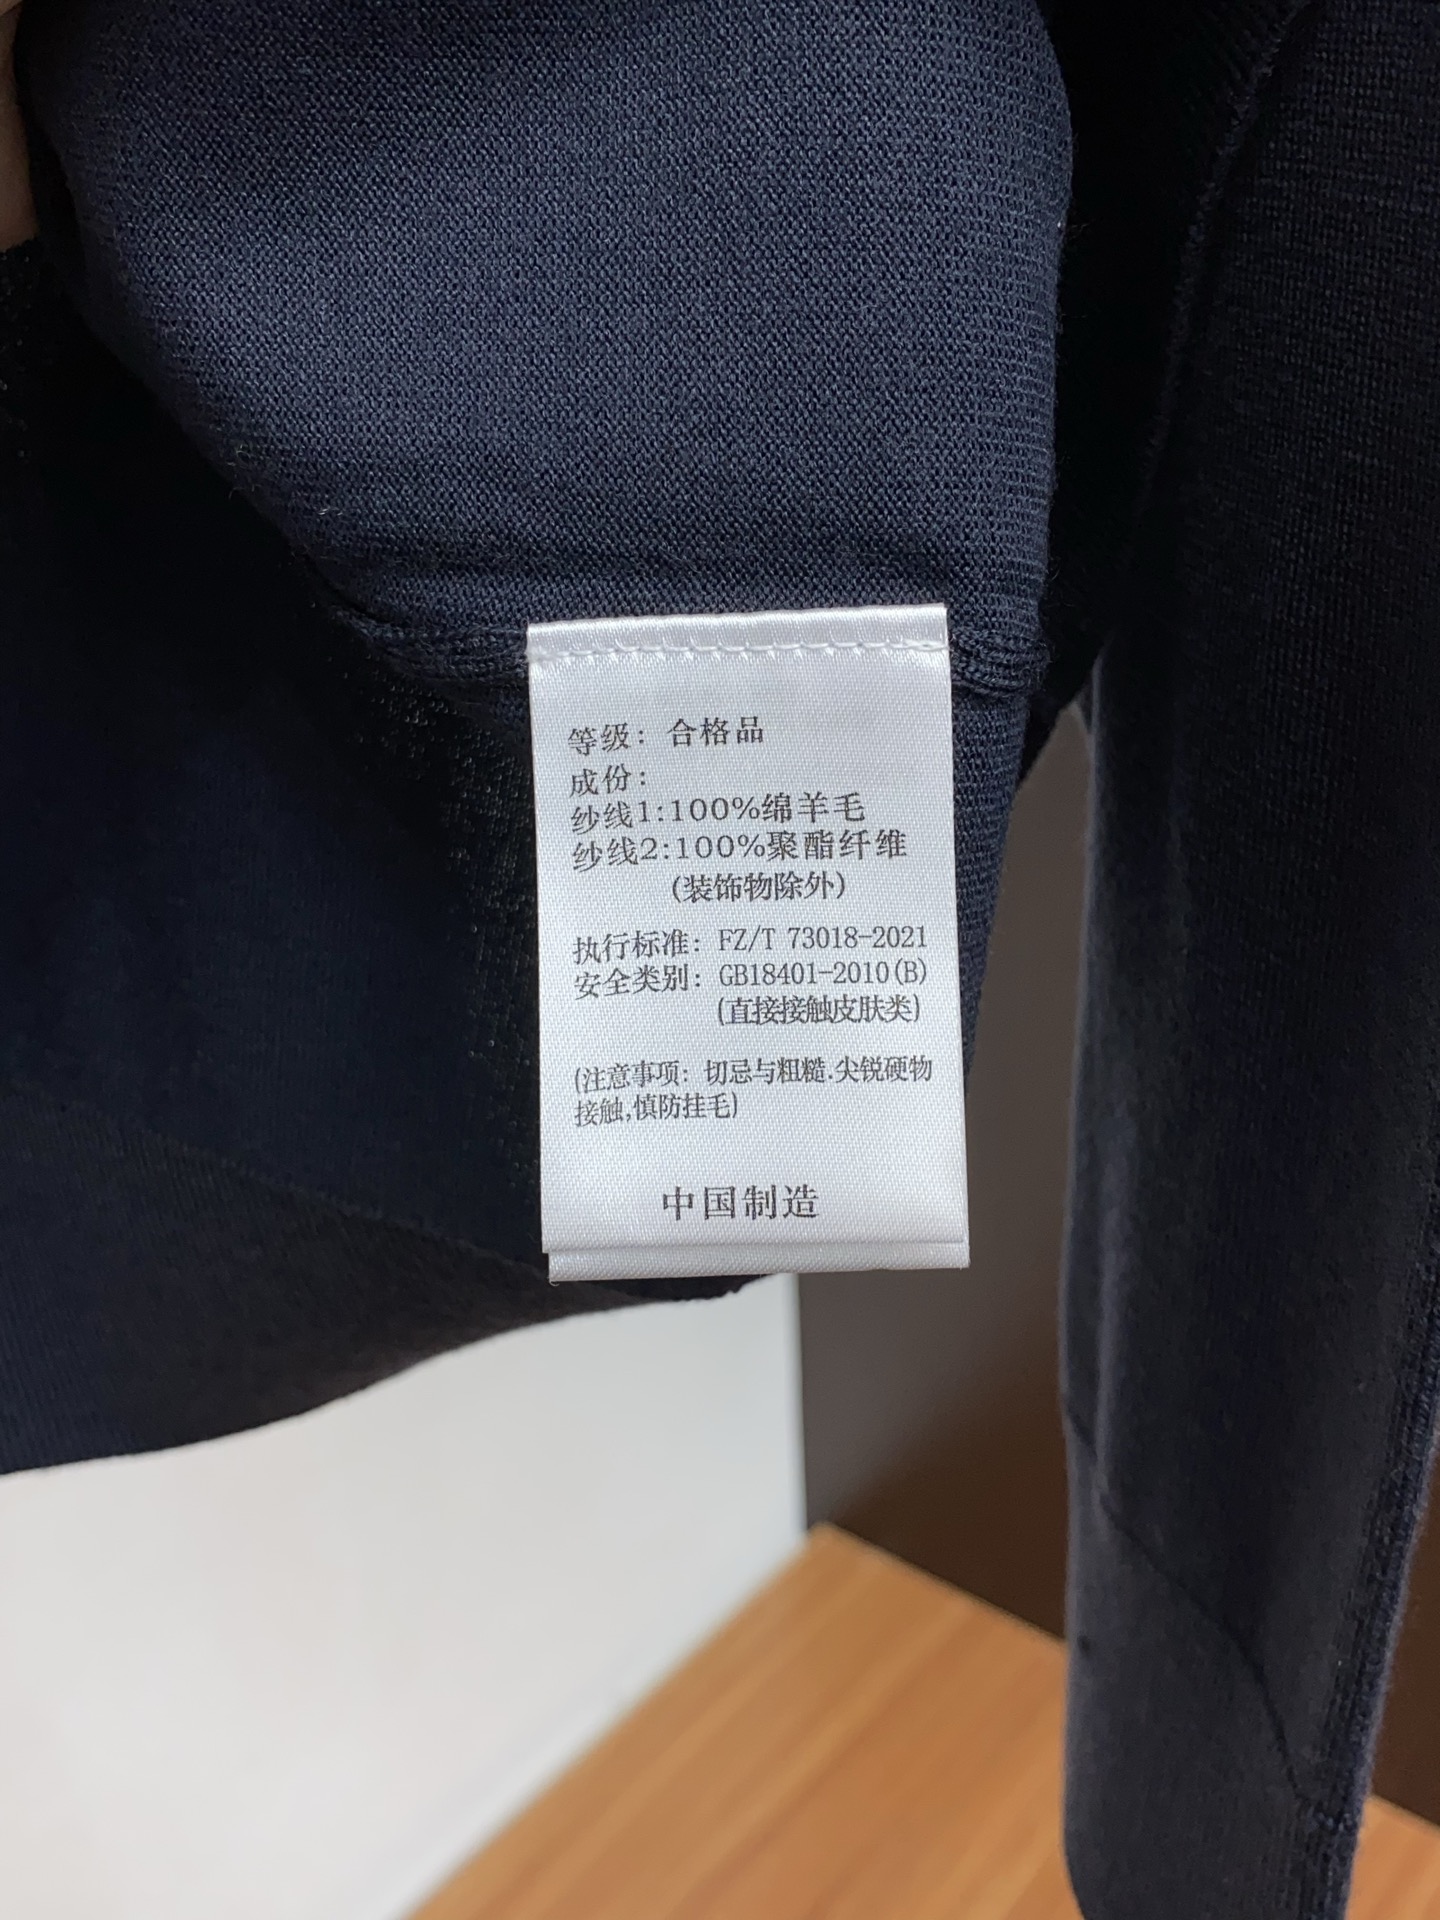 等级：合格品
成份：
纱线1:100%绵羊毛
纱线2:100%聚酯纤维
(装饰物除外)
执行标准：FZ/T 73018-2021
安全类别：GB18401-2010(B)
(直接接触皮肤类)
(注意事项：切忌与粗糙.尖锐硬物
接触,慎防挂毛)
中国制造